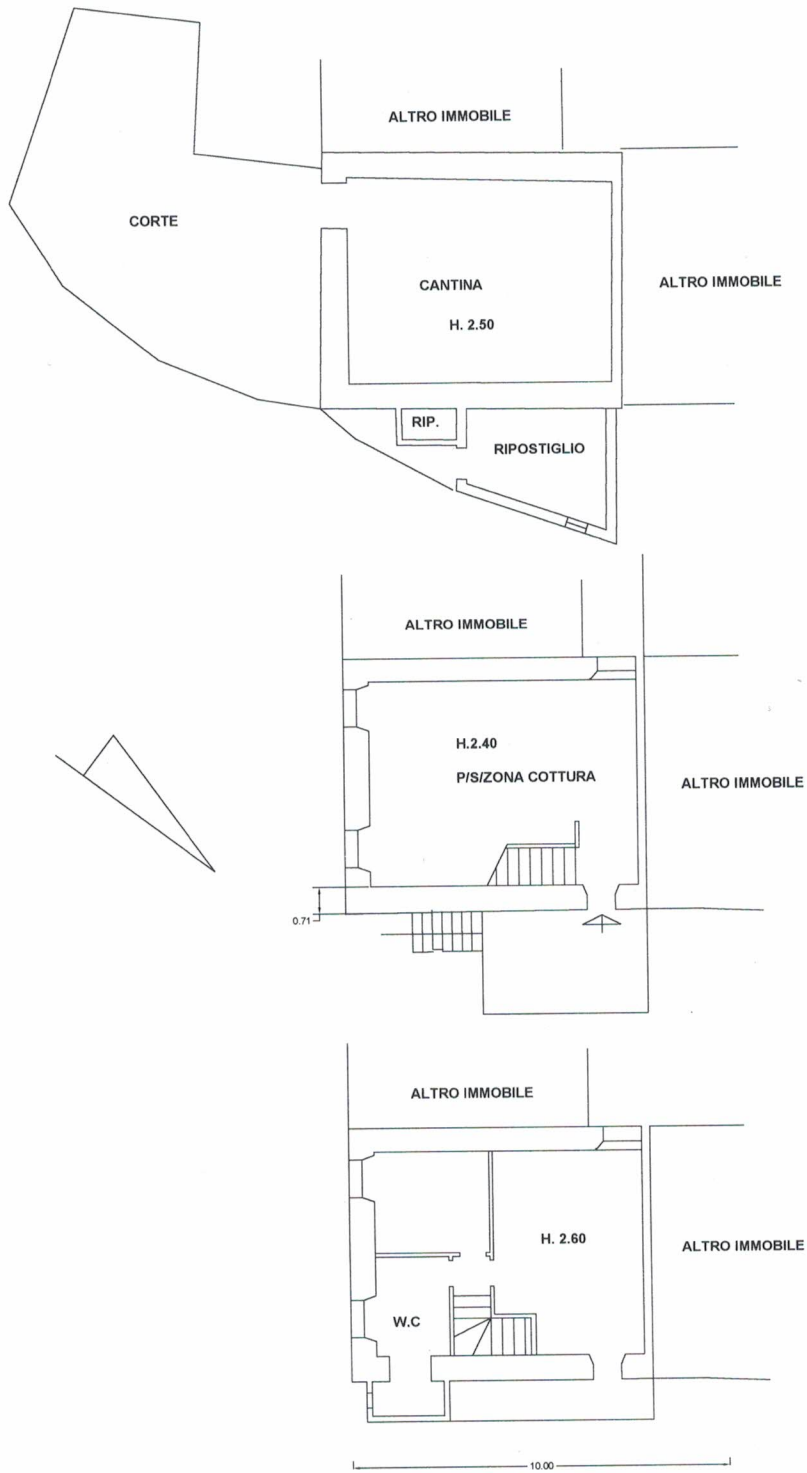 ALTRO IMMOBILE
CORTE
CANTINA
ALTRO IMMOBILE
H. 2.50
RIP.
RIPOSTIGLIO
ALTRO IMMOBILE
H.2.40
P/S/ZONA COTTURA
ALTRO IMMOBILE
0.71
ALTRO IMMOBILE
H. 2.60
ALTRO IMMOBILE
W.C
10.00